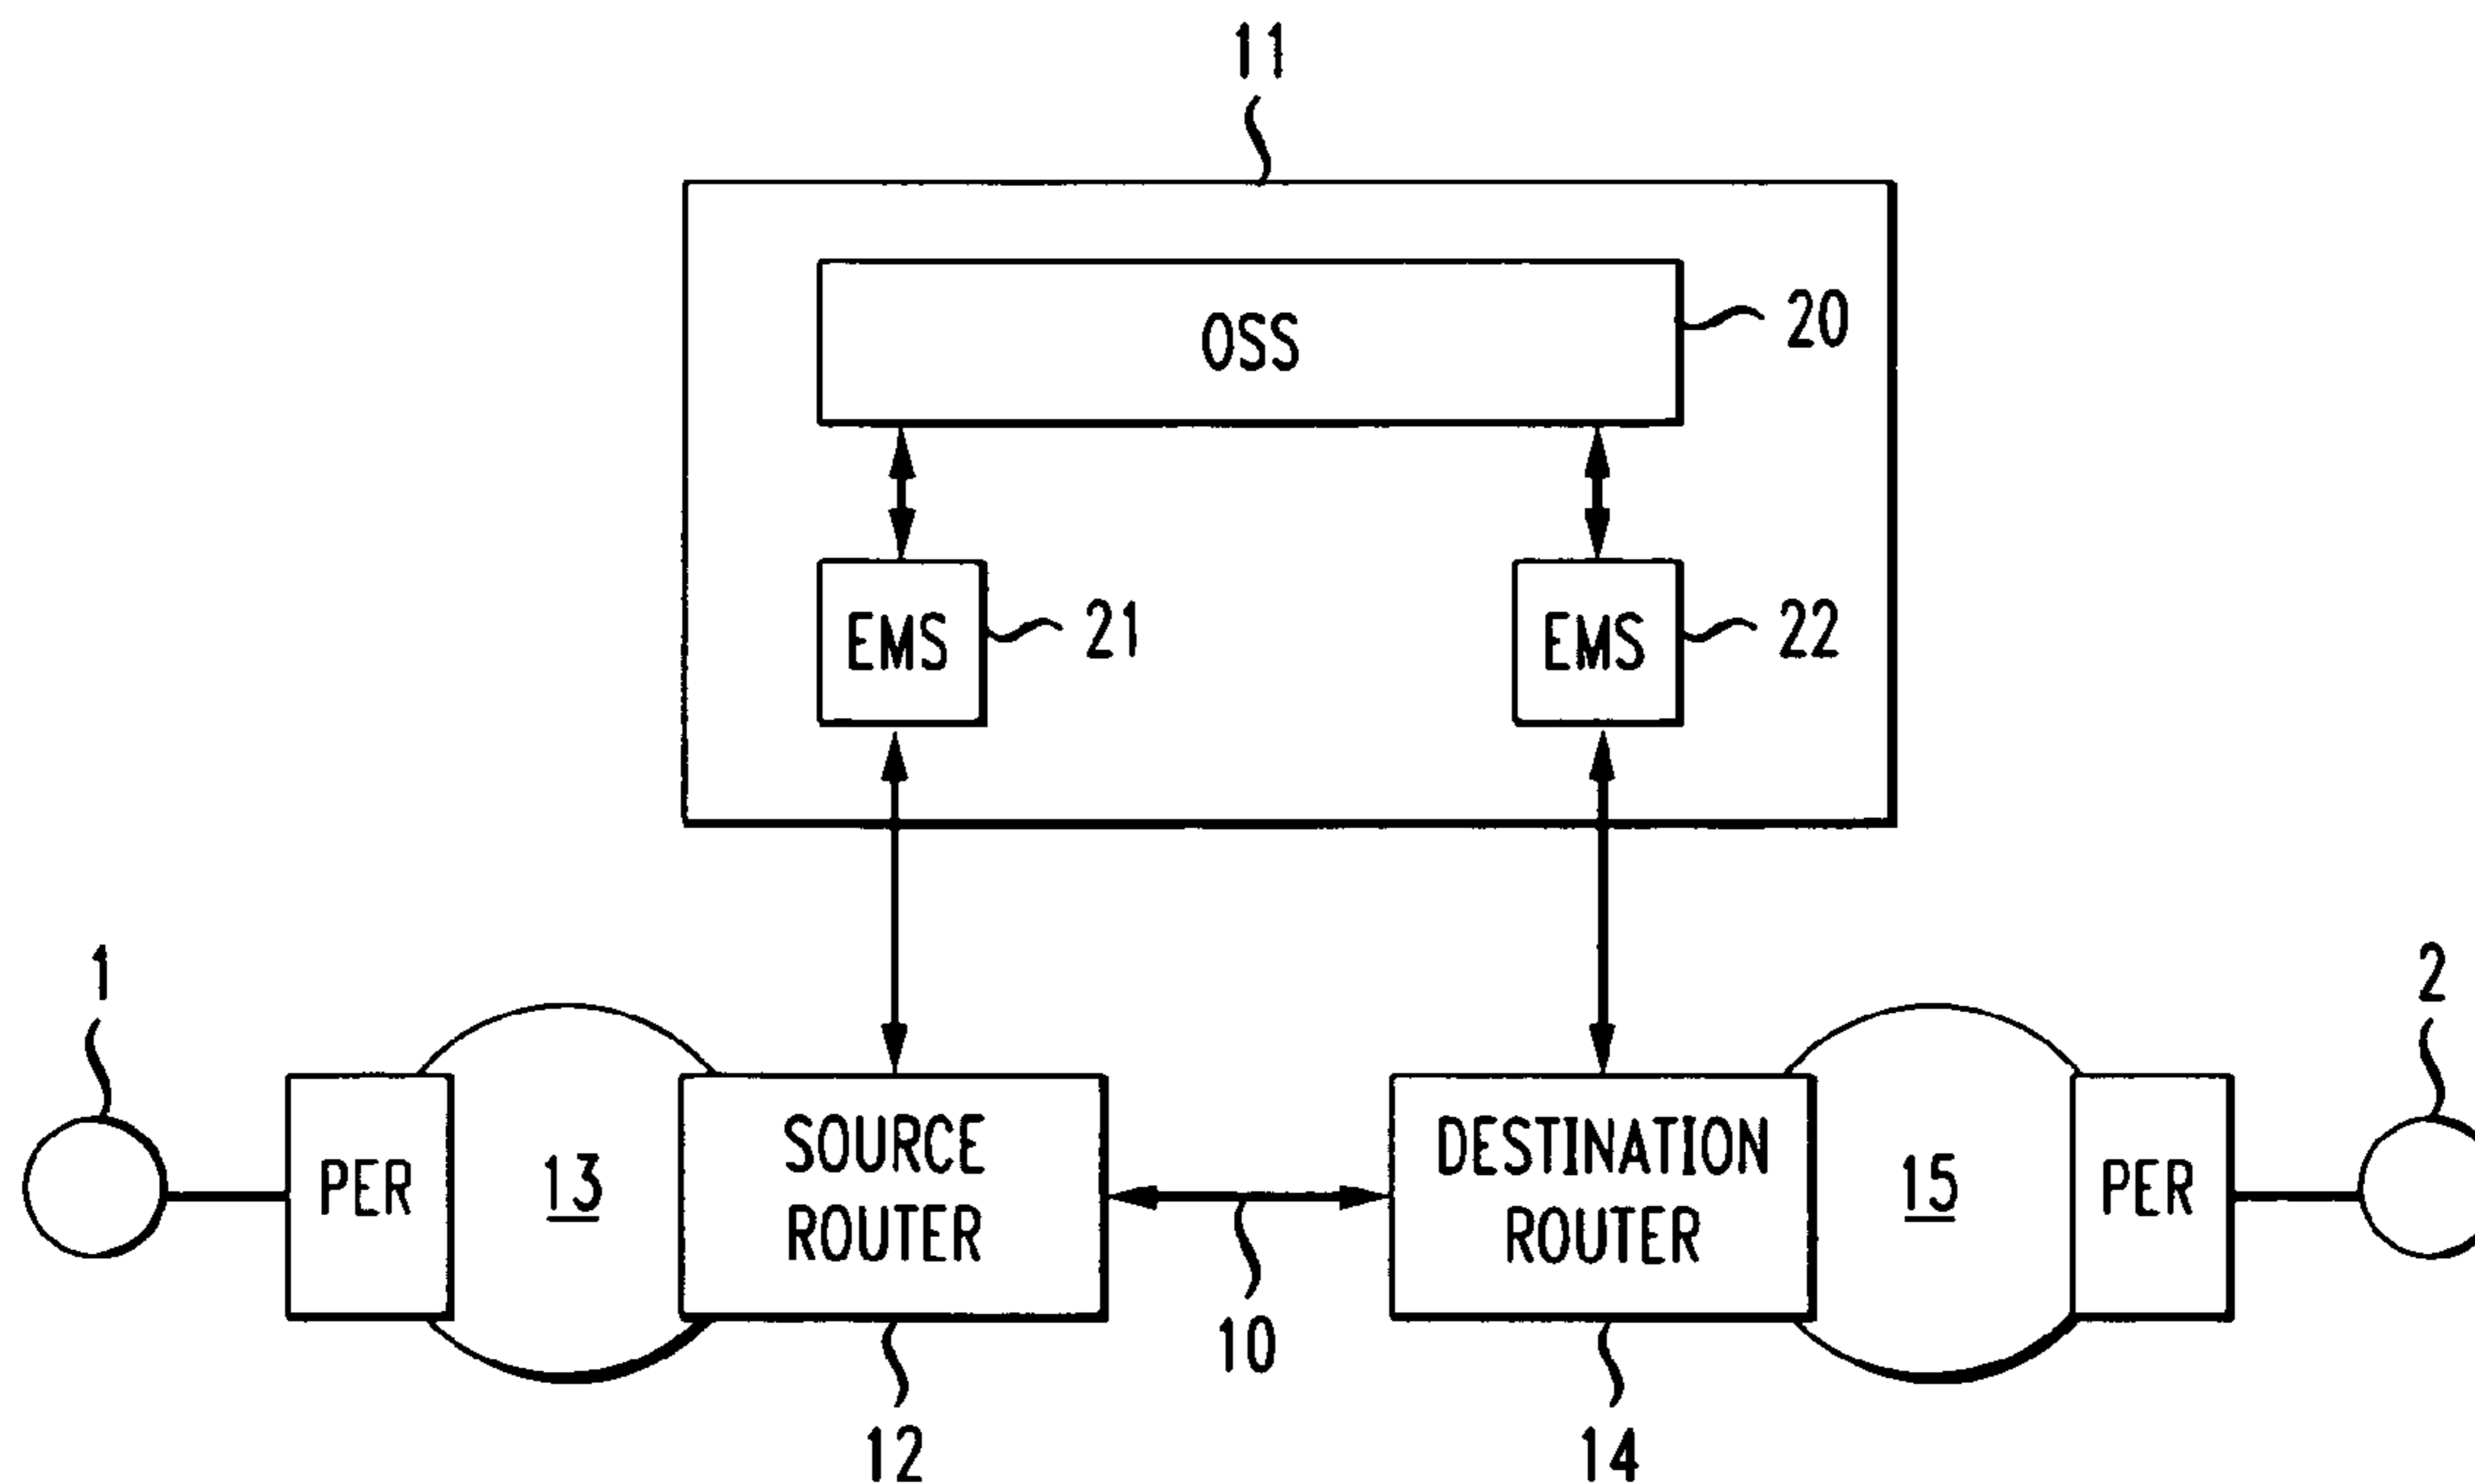 11
OSS
20
EMS
21
EMS
22
1
2
PER
13
SOURCE
ROUTER
DESTINATION
ROUTER
15
PER
10
12
14